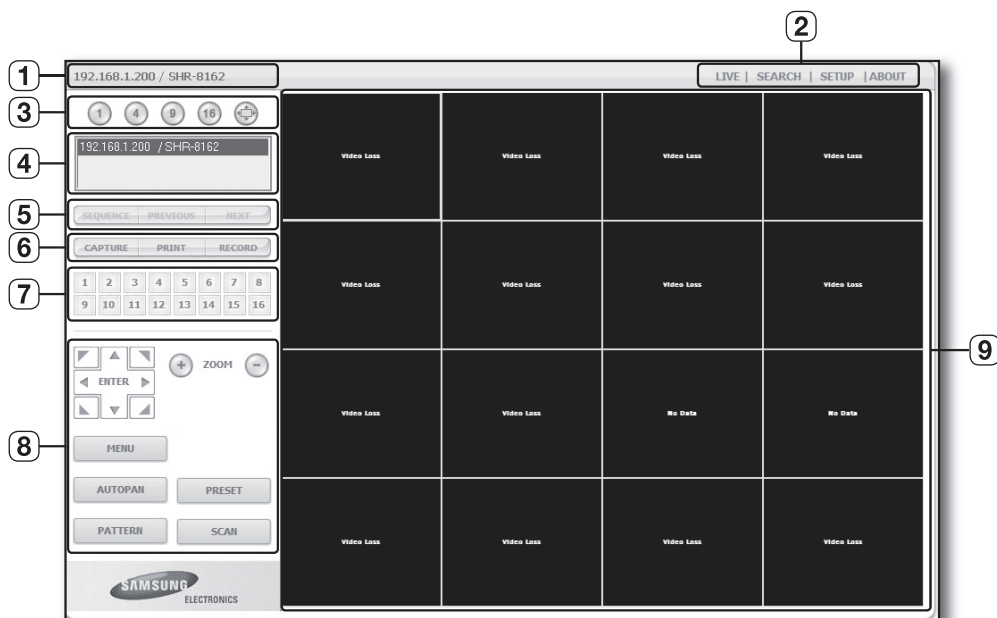 2
1
192.168.1.200 / SHR-8162
LIVE | SEARCH | SETUP | ABOUT
3
1 4 9 16
4
192.168.1.200 / SHR-8162
5
SEQUENCE PREVIOUS NEXT
6
CAPTURE PRINT RECORD
7
1 2 3 4 5 6 7 8
9 10 11 12 13 14 15 16
8
ENTER
ZOOM
MENU
AUTOPAN PRESET
PATTERN SCAN
SAMSUNG
ELECTRONICS
Video Loss Video Loss Video Loss Video Loss
Video Loss Video Loss Video Loss Video Loss
9
Video Loss Video Loss No Data No Data
Video Loss Video Loss Video Loss Video Loss